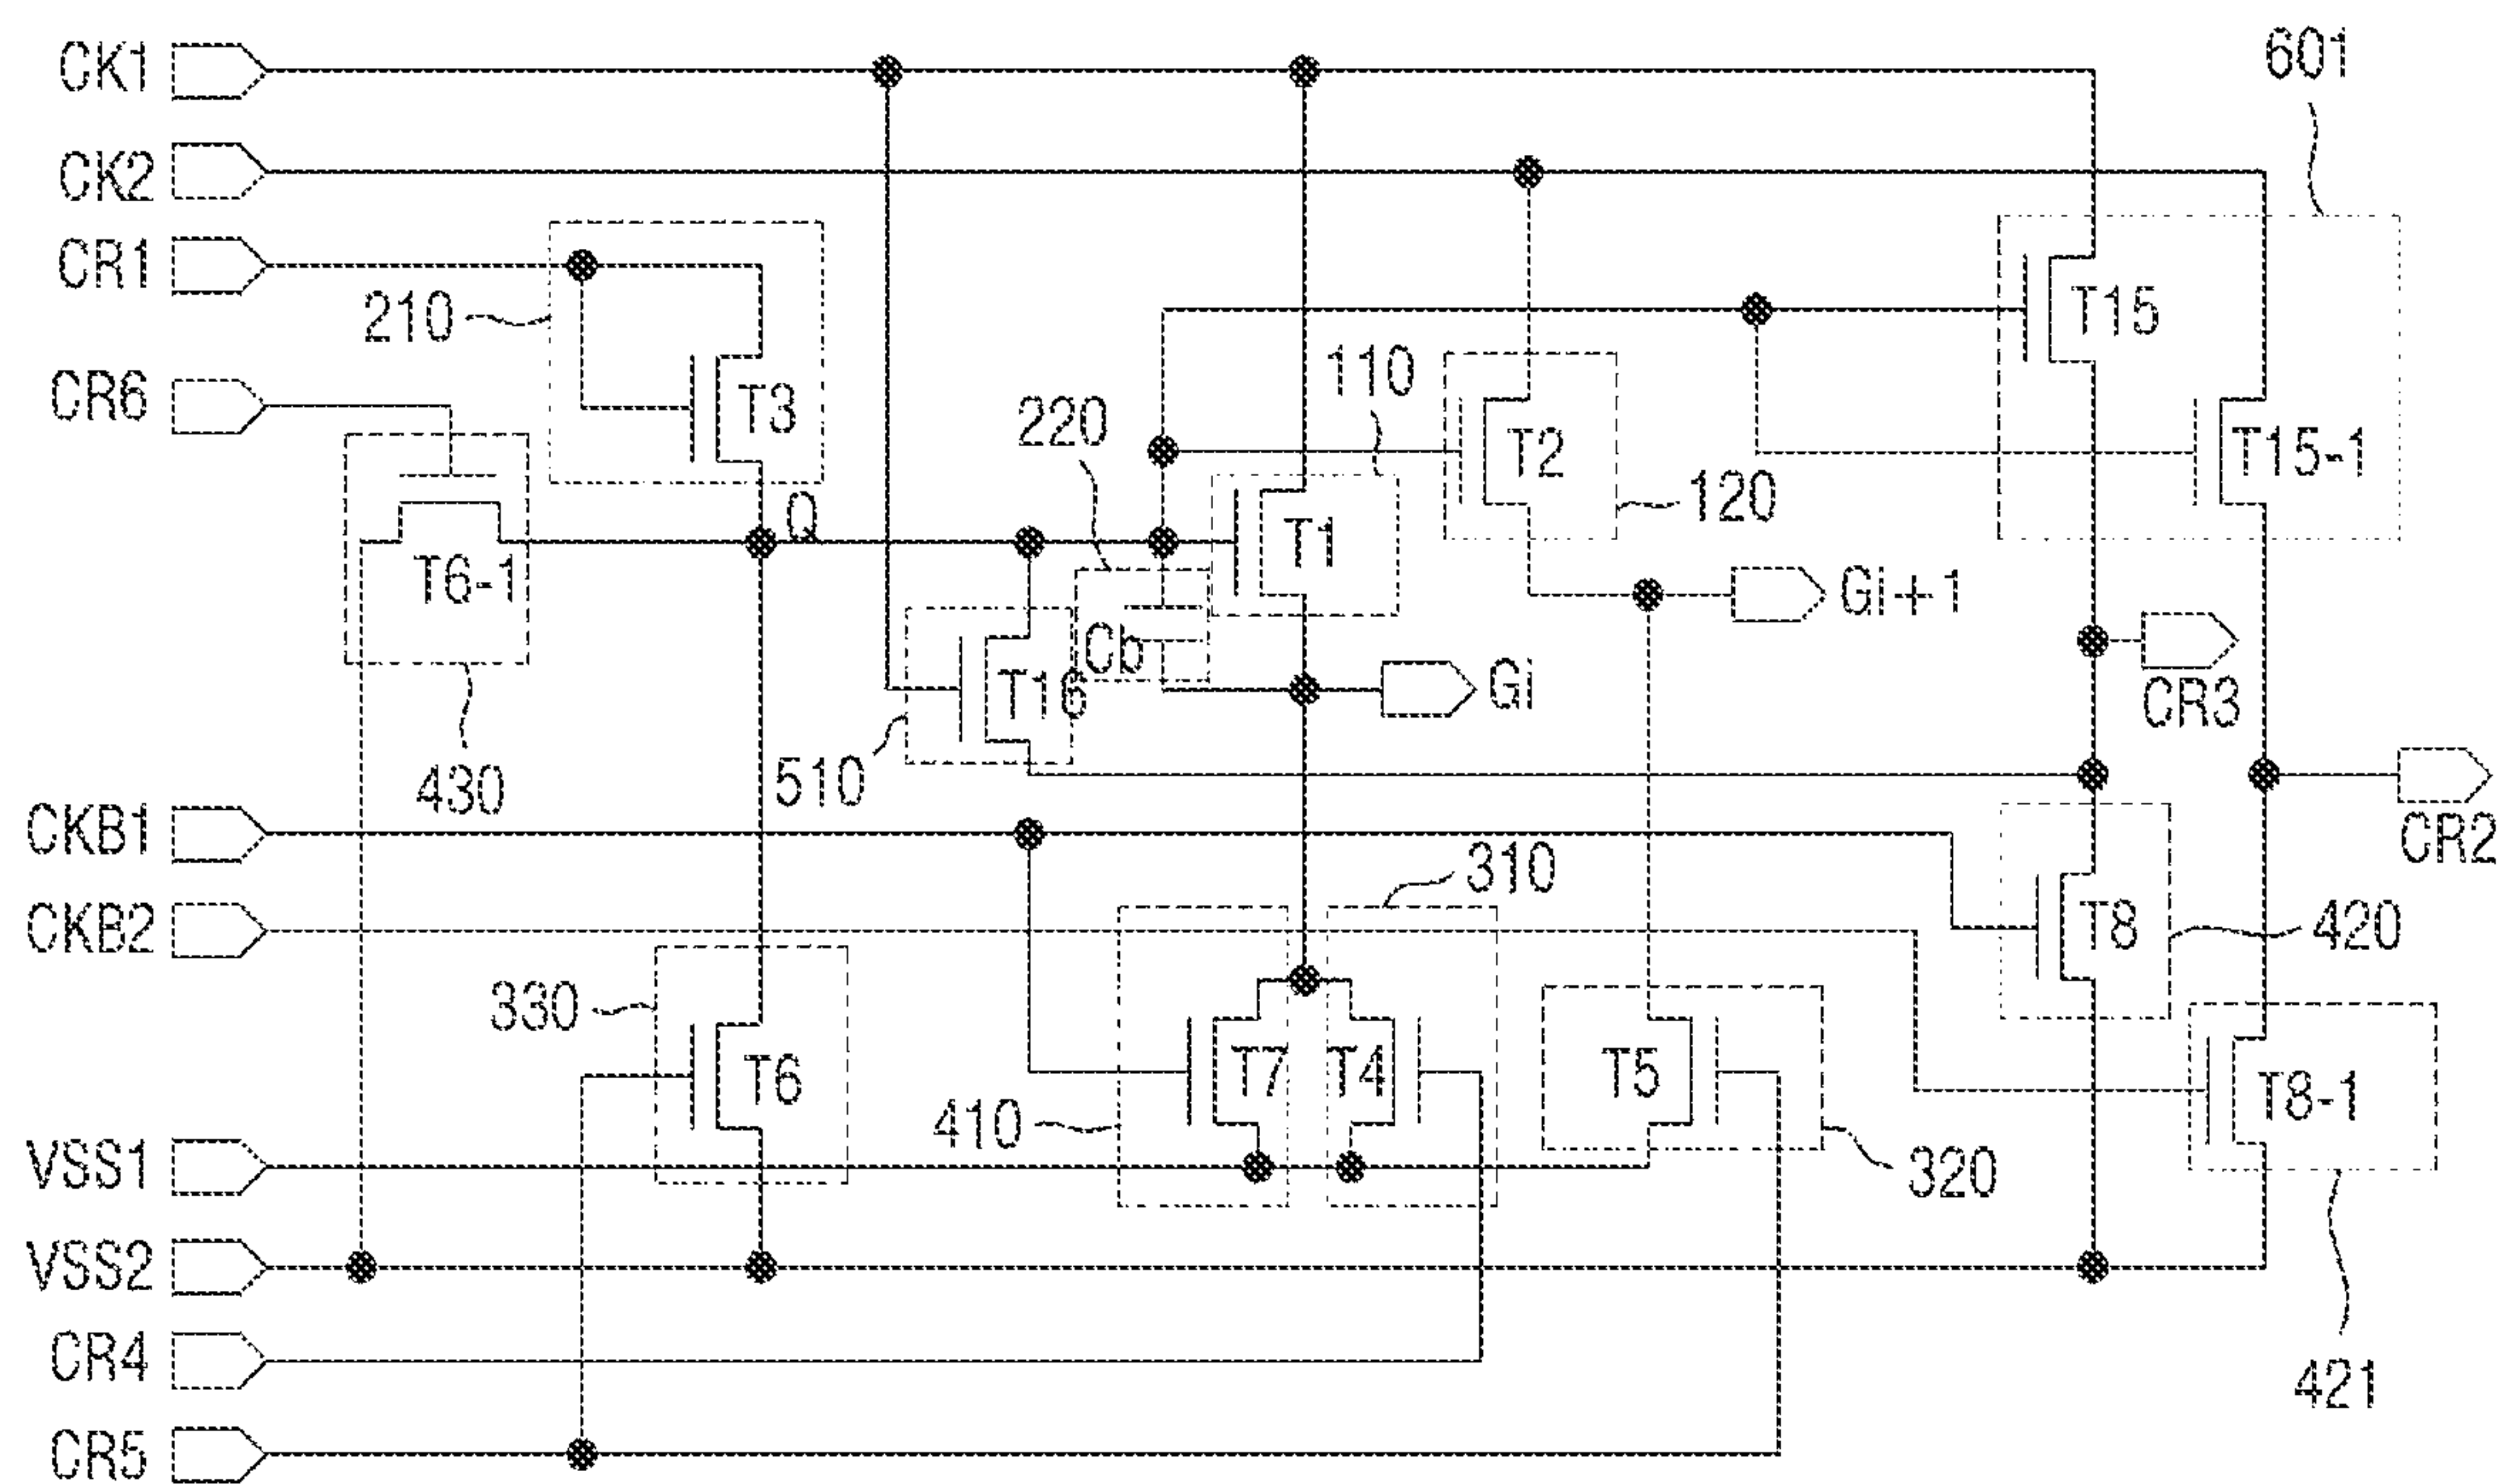 CK1
601
CK2
CR1
T15
210
110
CR6
T3
220
T2
T15-1
120
Q
T1
T6-1
Gi+1
Cb
T16
Gi
CR3
430
510
CKB1
CR2
310
CKB2
T8
420
330
T6
T7
T4
T5
T8-1
410
VSS1
320
VSS2
CR4
421
CR5